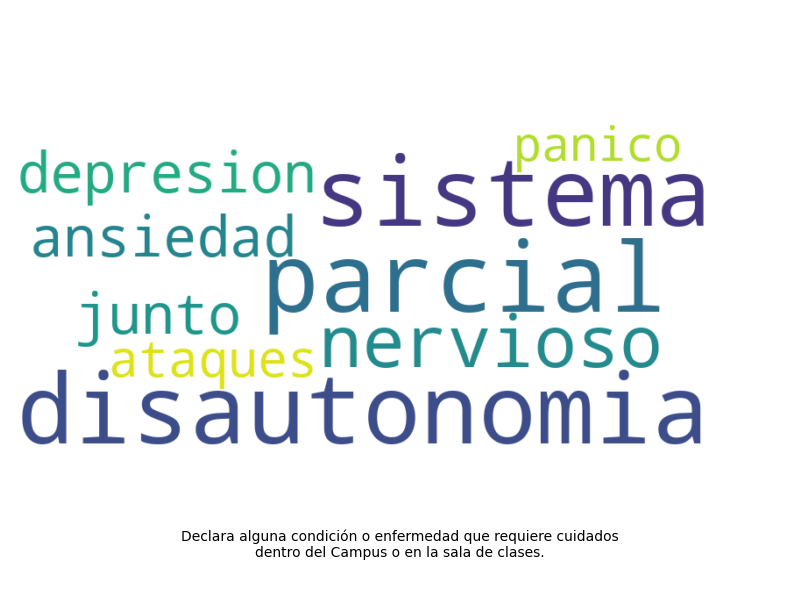 panico
depresion
sistema
ansiedad
parcial
junto
nervioso
ataques
disautonomia
Declara alguna condición o enfermedad que requiere cuidados
dentro del Campus o en la sala de clases.